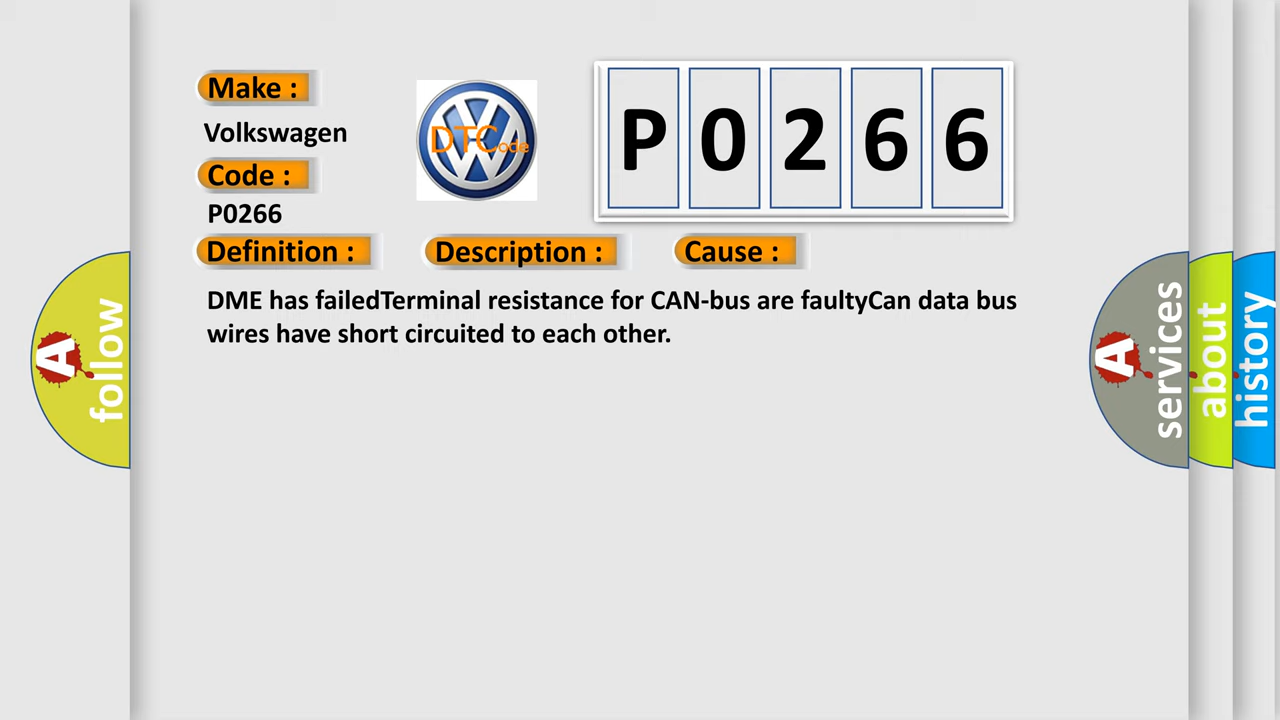 Make :
Volkswagen
Code :
P0266
Definition :
Description :
Cause :
DME has failedTerminal resistance for CAN-bus are faultyCan data bus
wires have short circuited to each other.
DTCode
P0266
A
follow
A
services
about
history